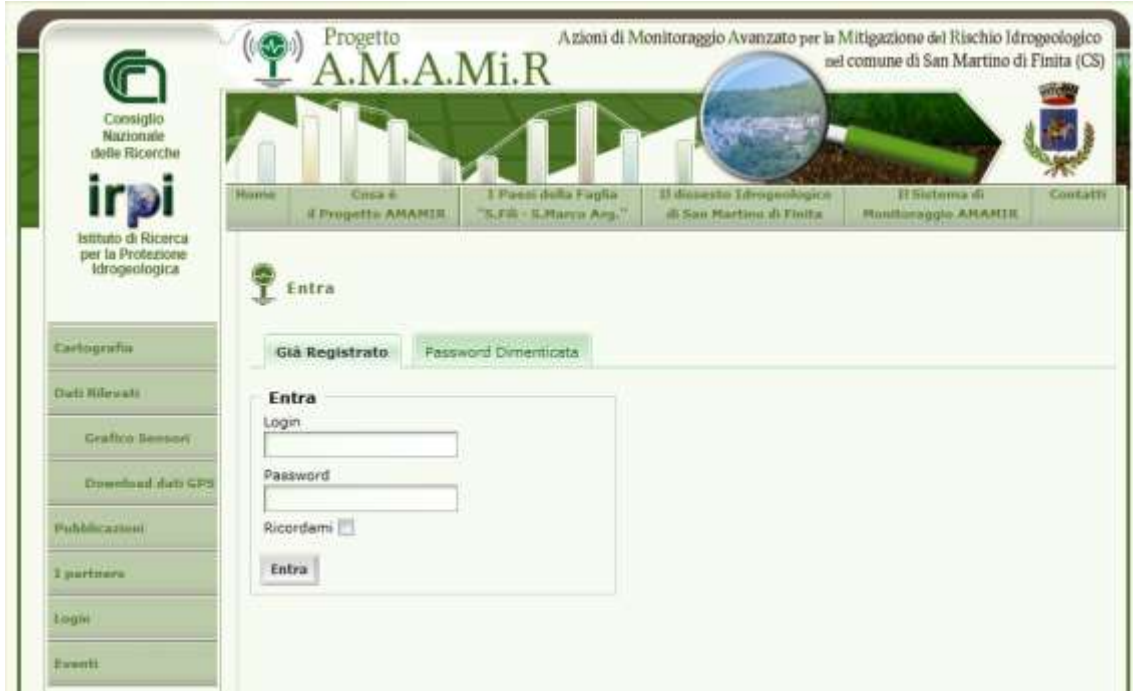 Progetto
A.M.A.Mi.R
Azioni di Monitoraggio Avanzato per la Mitigazione del Rischio Idrogeologico
nel comune di San Martino di Finita (CS)
Consiglio
Nazionale
delle Ricerche
irpi
Istituto di Ricerca
per la Protezione
Idrogeologica
Home
Cosa è
il Progetto AMAMIR
I Paesi della Faglia
"S.Fili - S.Marco Arg."
Il dissesto Idrogeologico
di San Martino di Finita
Il Sistema di
Monitoraggio AMAMIR
Contatti
Entra
Già Registrato
Password Dimenticata
Entra
Login
Password
Ricordami
Entra
Cartografia
Dati Rilevati
Grafico Sensori
Download dati GPS
Pubblicazioni
I partners
Login
Eventi